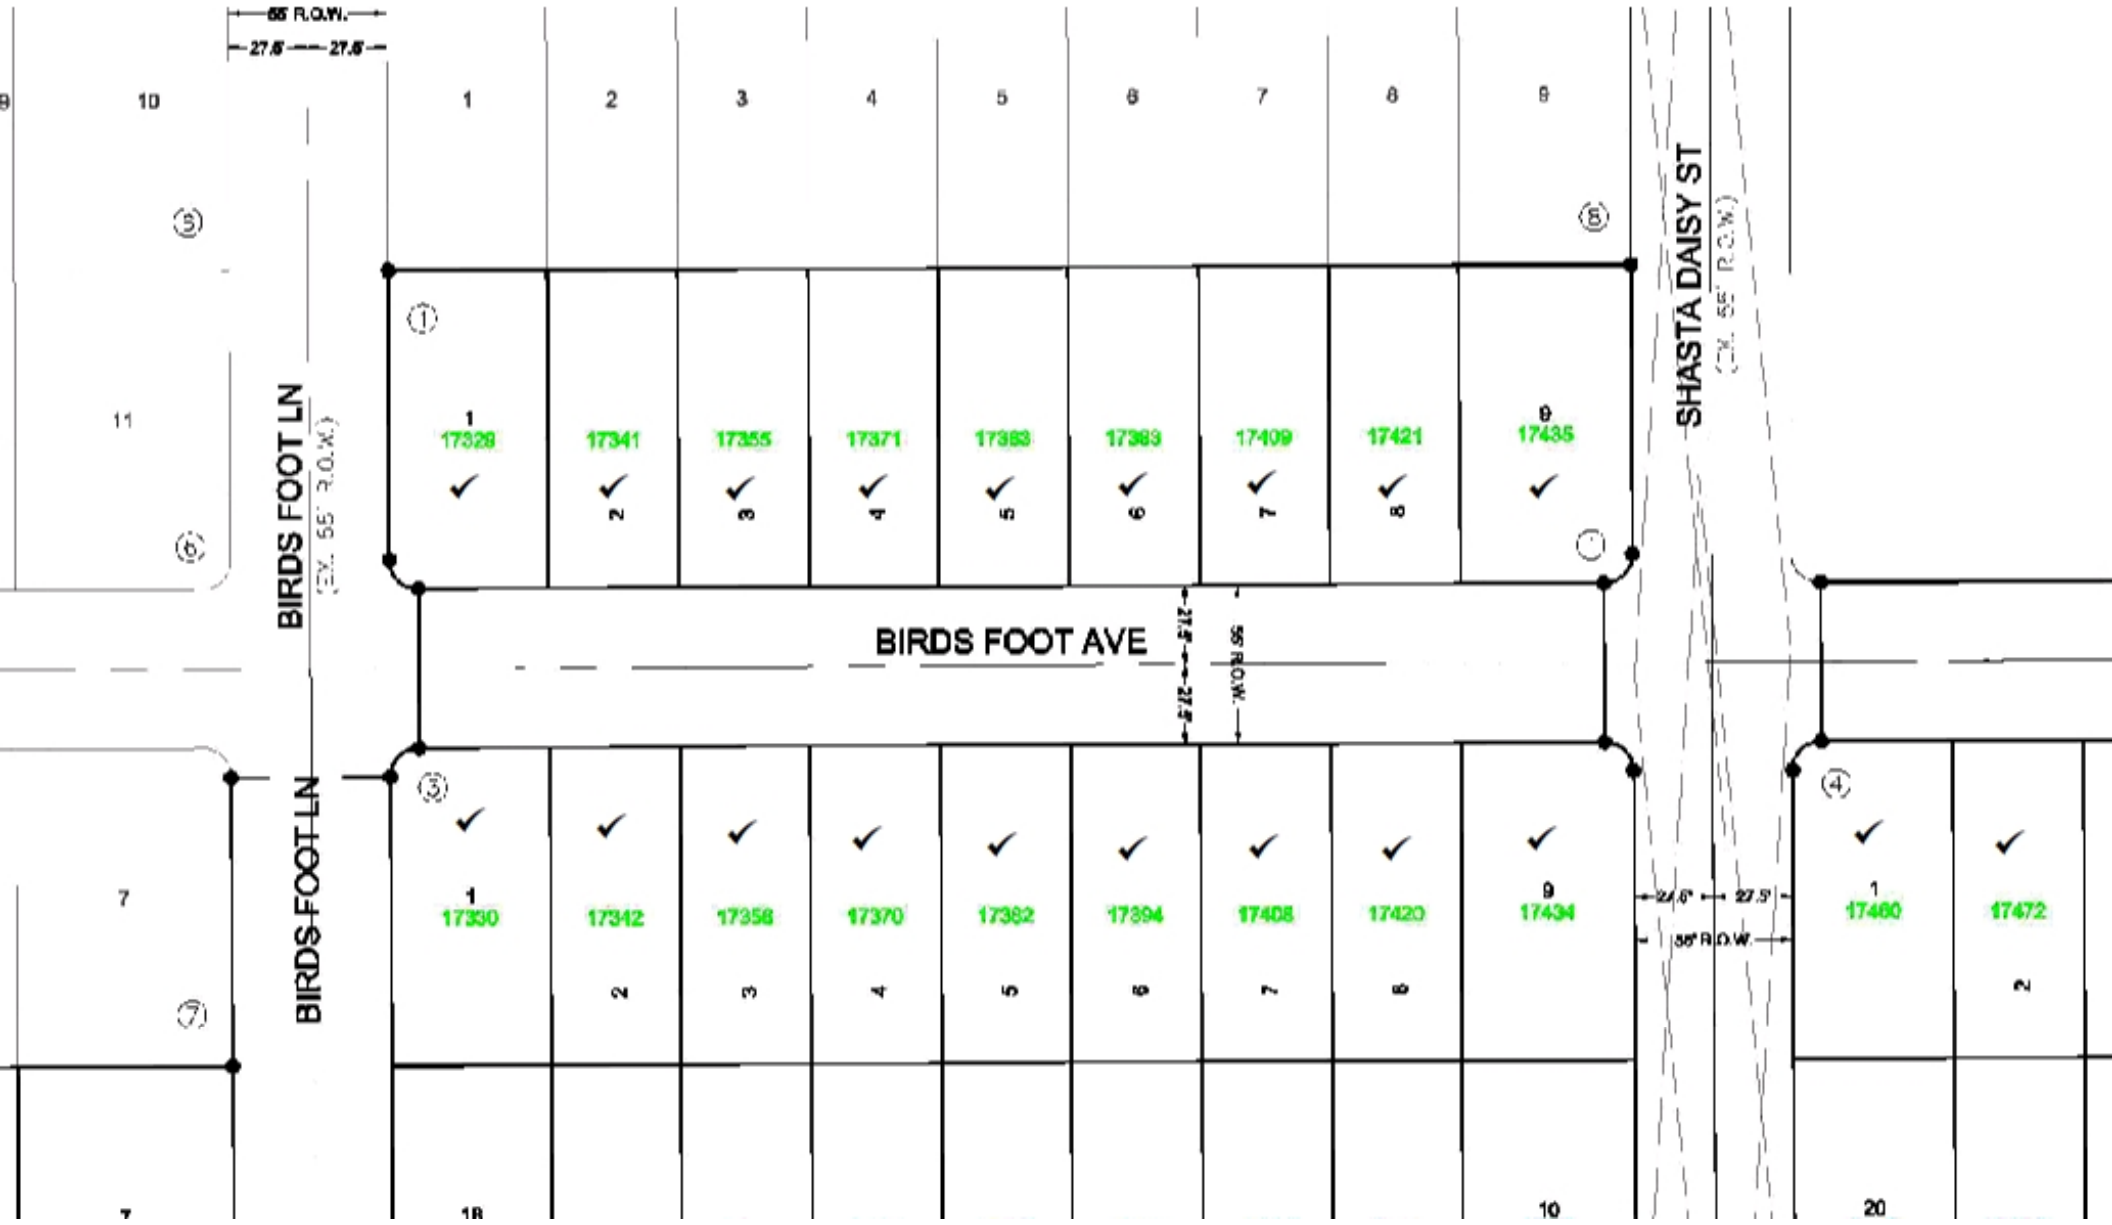 55' R.O.W.
27.5' 27.5'
9 10 1 2 3 4 5 6 7 8 9
5
8
1
11
BIRDS FOOT LN
(EX. 55' R.O.W.)
SHASTA DAISY ST
(EX. 55' R.O.W.)
1 9
17329 17341 17355 17371 17383 17393 17409 17421 17435
2 3 4 5 6 7 8
6
BIRDS FOOT AVE
27.5' 27.5'
55' R.O.W.
3
4
BIRDS FOOT LN
7
1 9 1
17330 17342 17356 17370 17382 17394 17408 17420 17434 17460 17472
27.5' 27.5'
55' R.O.W.
2 3 4 5 6 7 8 2
7
7 18 10 20